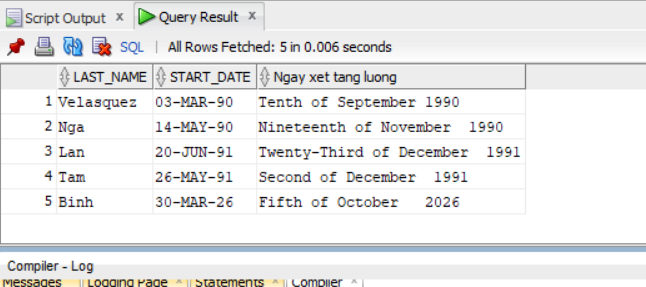 Script Output x Query Result x
SQL | All Rows Fetched: 5 in 0.006 seconds
LAST_NAME START_DATE Ngay xet tang luong
1 Velasquez 03-MAR-90 Tenth of September 1990
2 Nga 14-MAY-90 Nineteenth of November  1990
3 Lan 20-JUN-91 Twenty-Third of December  1991
4 Tam 26-MAY-91 Second of December  1991
5 Binh 30-MAR-26 Fifth of October   2026
Compiler - Log
Messages Logging Page x Statements x Compiler x